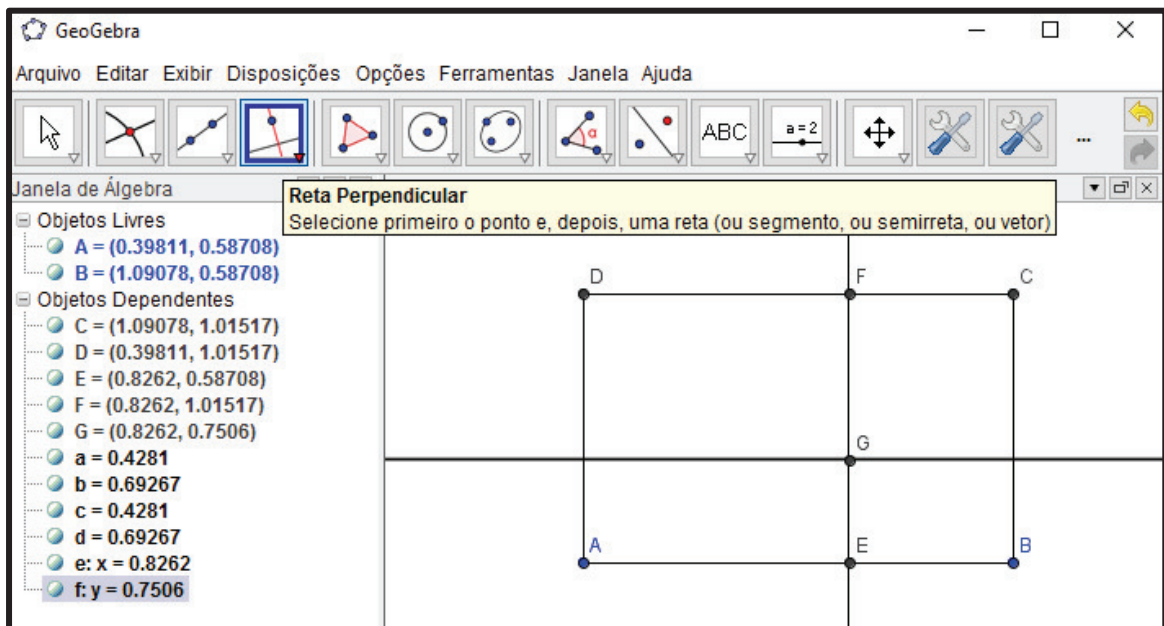 GeoGebra
Arquivo Editar Exibir Disposições Opções Ferramentas Janela Ajuda
α ABC a=2 ...
Janela de Álgebra
Reta Perpendicular
Selecione primeiro o ponto e, depois, uma reta (ou segmento, ou semirreta, ou vetor)
Objetos Livres
A = (0.39811, 0.58708)
B = (1.09078, 0.58708)
Objetos Dependentes
C = (1.09078, 1.01517)
D = (0.39811, 1.01517)
E = (0.8262, 0.58708)
F = (0.8262, 1.01517)
G = (0.8262, 0.7506)
a = 0.4281
b = 0.69267
c = 0.4281
d = 0.69267
e: x = 0.8262
f: y = 0.7506
D F C
G
A E B